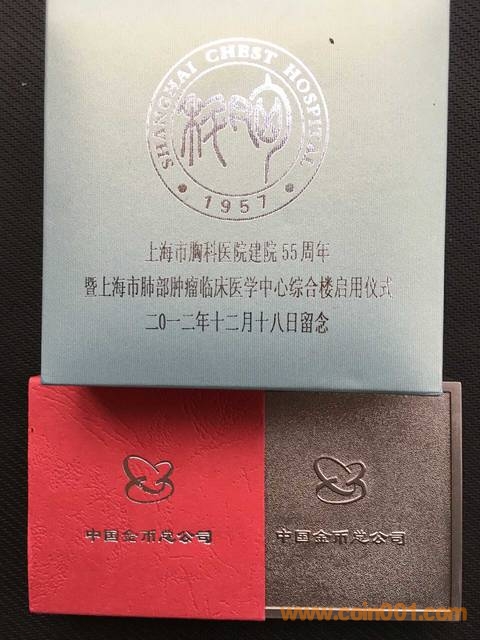 SHANGHAI CHEST HOSPITAL
1957
上海市胸科医院建院55周年
暨上海市肺部肿瘤临床医学中心综合楼启用仪式
二〇一二年十二月十八日留念
中国金币总公司
中国金币总公司
www.coin001.com